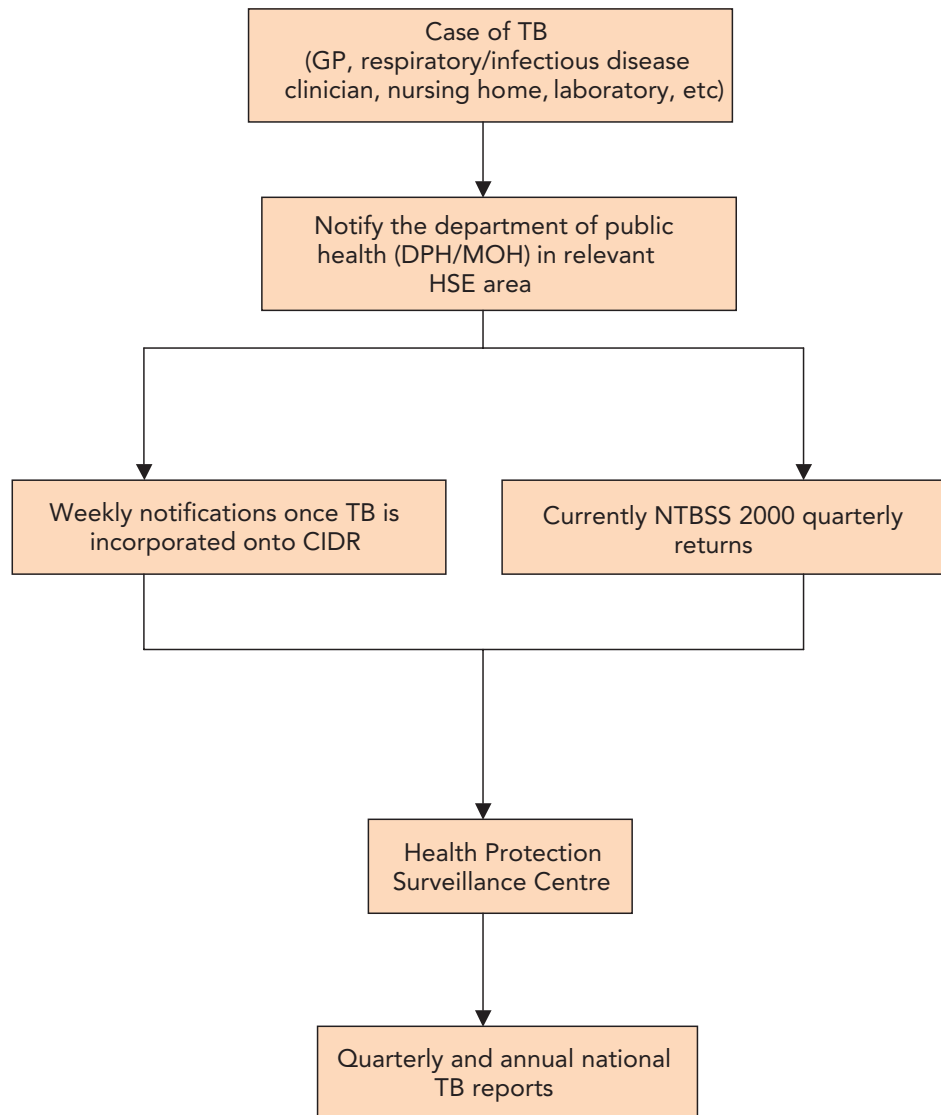 Case of TB
(GP, respiratory/infectious disease
clinician, nursing home, laboratory, etc)
Notify the department of public
health (DPH/MOH) in relevant
HSE area
Weekly notifications once TB is
incorporated onto CIDR
Currently NTBSS 2000 quarterly
returns
Health Protection
Surveillance Centre
Quarterly and annual national
TB reports